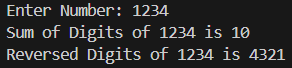 Enter Number: 1234
Sum of Digits of 1234 is 10
Reversed Digits of 1234 is 4321